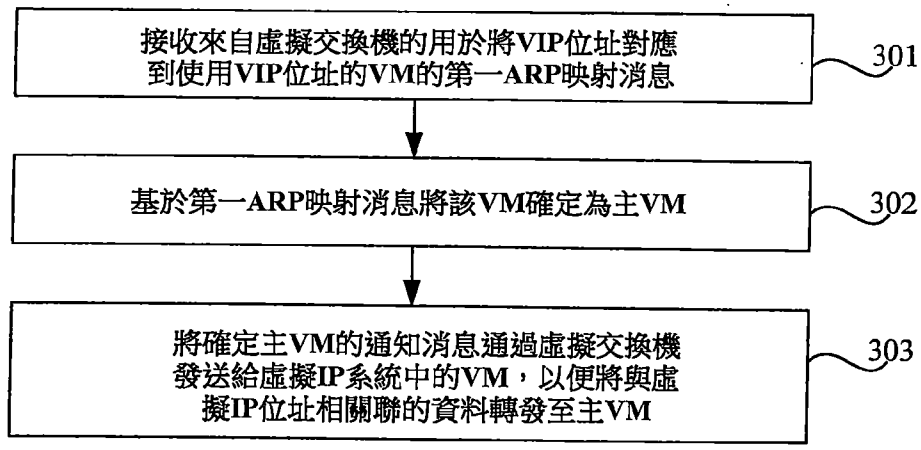 接收來自虛擬交換機的用於將VIP位址對應
到使用VIP位址的VM的第一ARP映射消息
301
基於第一ARP映射消息將該VM確定為主VM
302
將確定主VM的通知消息通過虛擬交換機
發送給虛擬IP系統中的VM，以便將與虛
擬IP位址相關聯的資料轉發至主VM
303